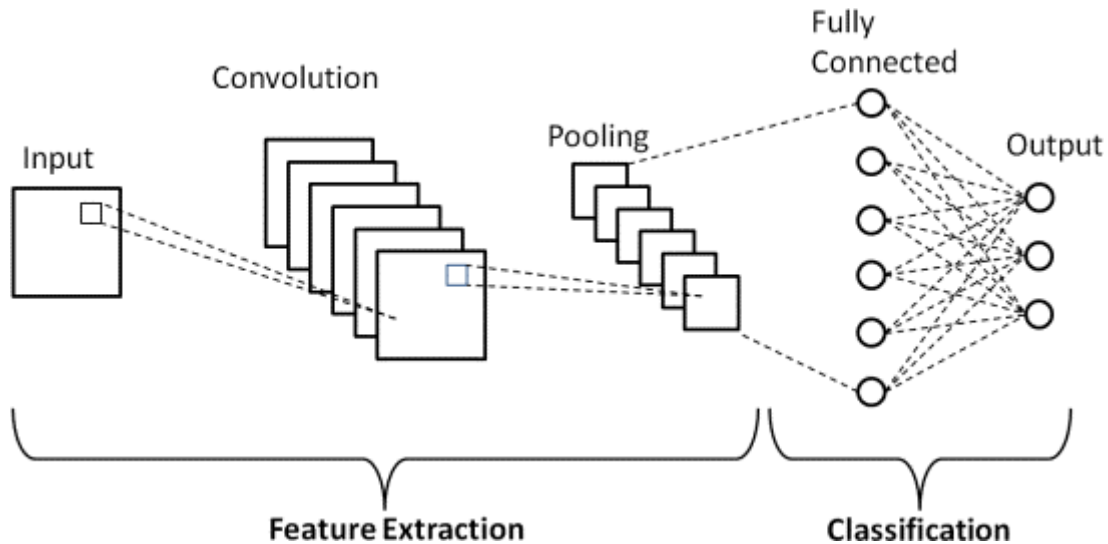 Input
Convolution
Pooling
Fully
Connected
Output
Feature Extraction
Classification